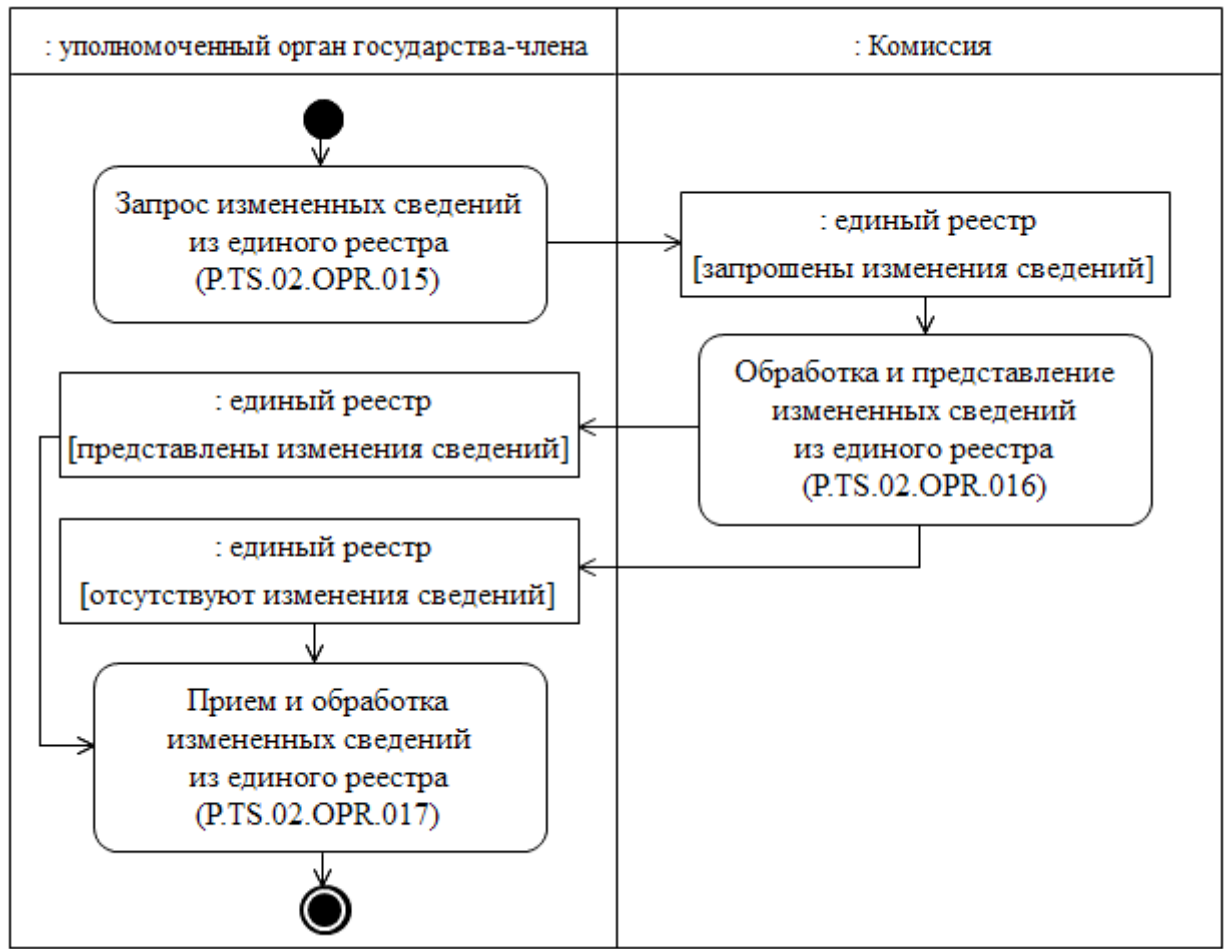 : уполномоченный орган государства-члена
: Комиссия
Запрос измененных сведений
из единого реестра
(P.TS.02.OPR.015)
: единый реестр
[запрошены изменения сведений]
Обработка и представление
измененных сведений
из единого реестра
(P.TS.02.OPR.016)
: единый реестр
[представлены изменения сведений]
: единый реестр
[отсутствуют изменения сведений]
Прием и обработка
измененных сведений
из единого реестра
(P.TS.02.OPR.017)